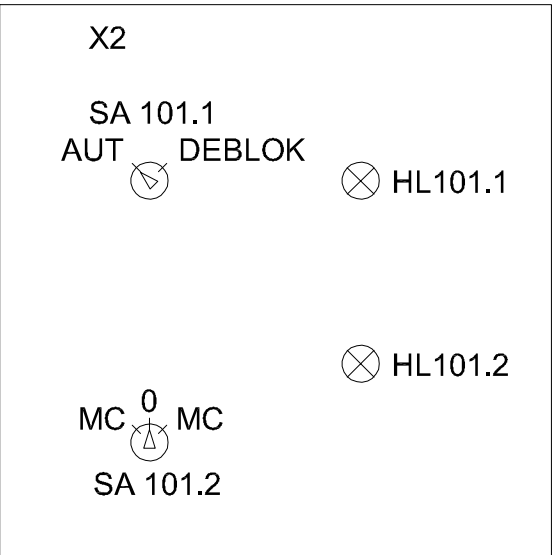 X2
SA 101.1
AUT DEBLOK
HL101.1
HL101.2
0
MC MC
SA 101.2